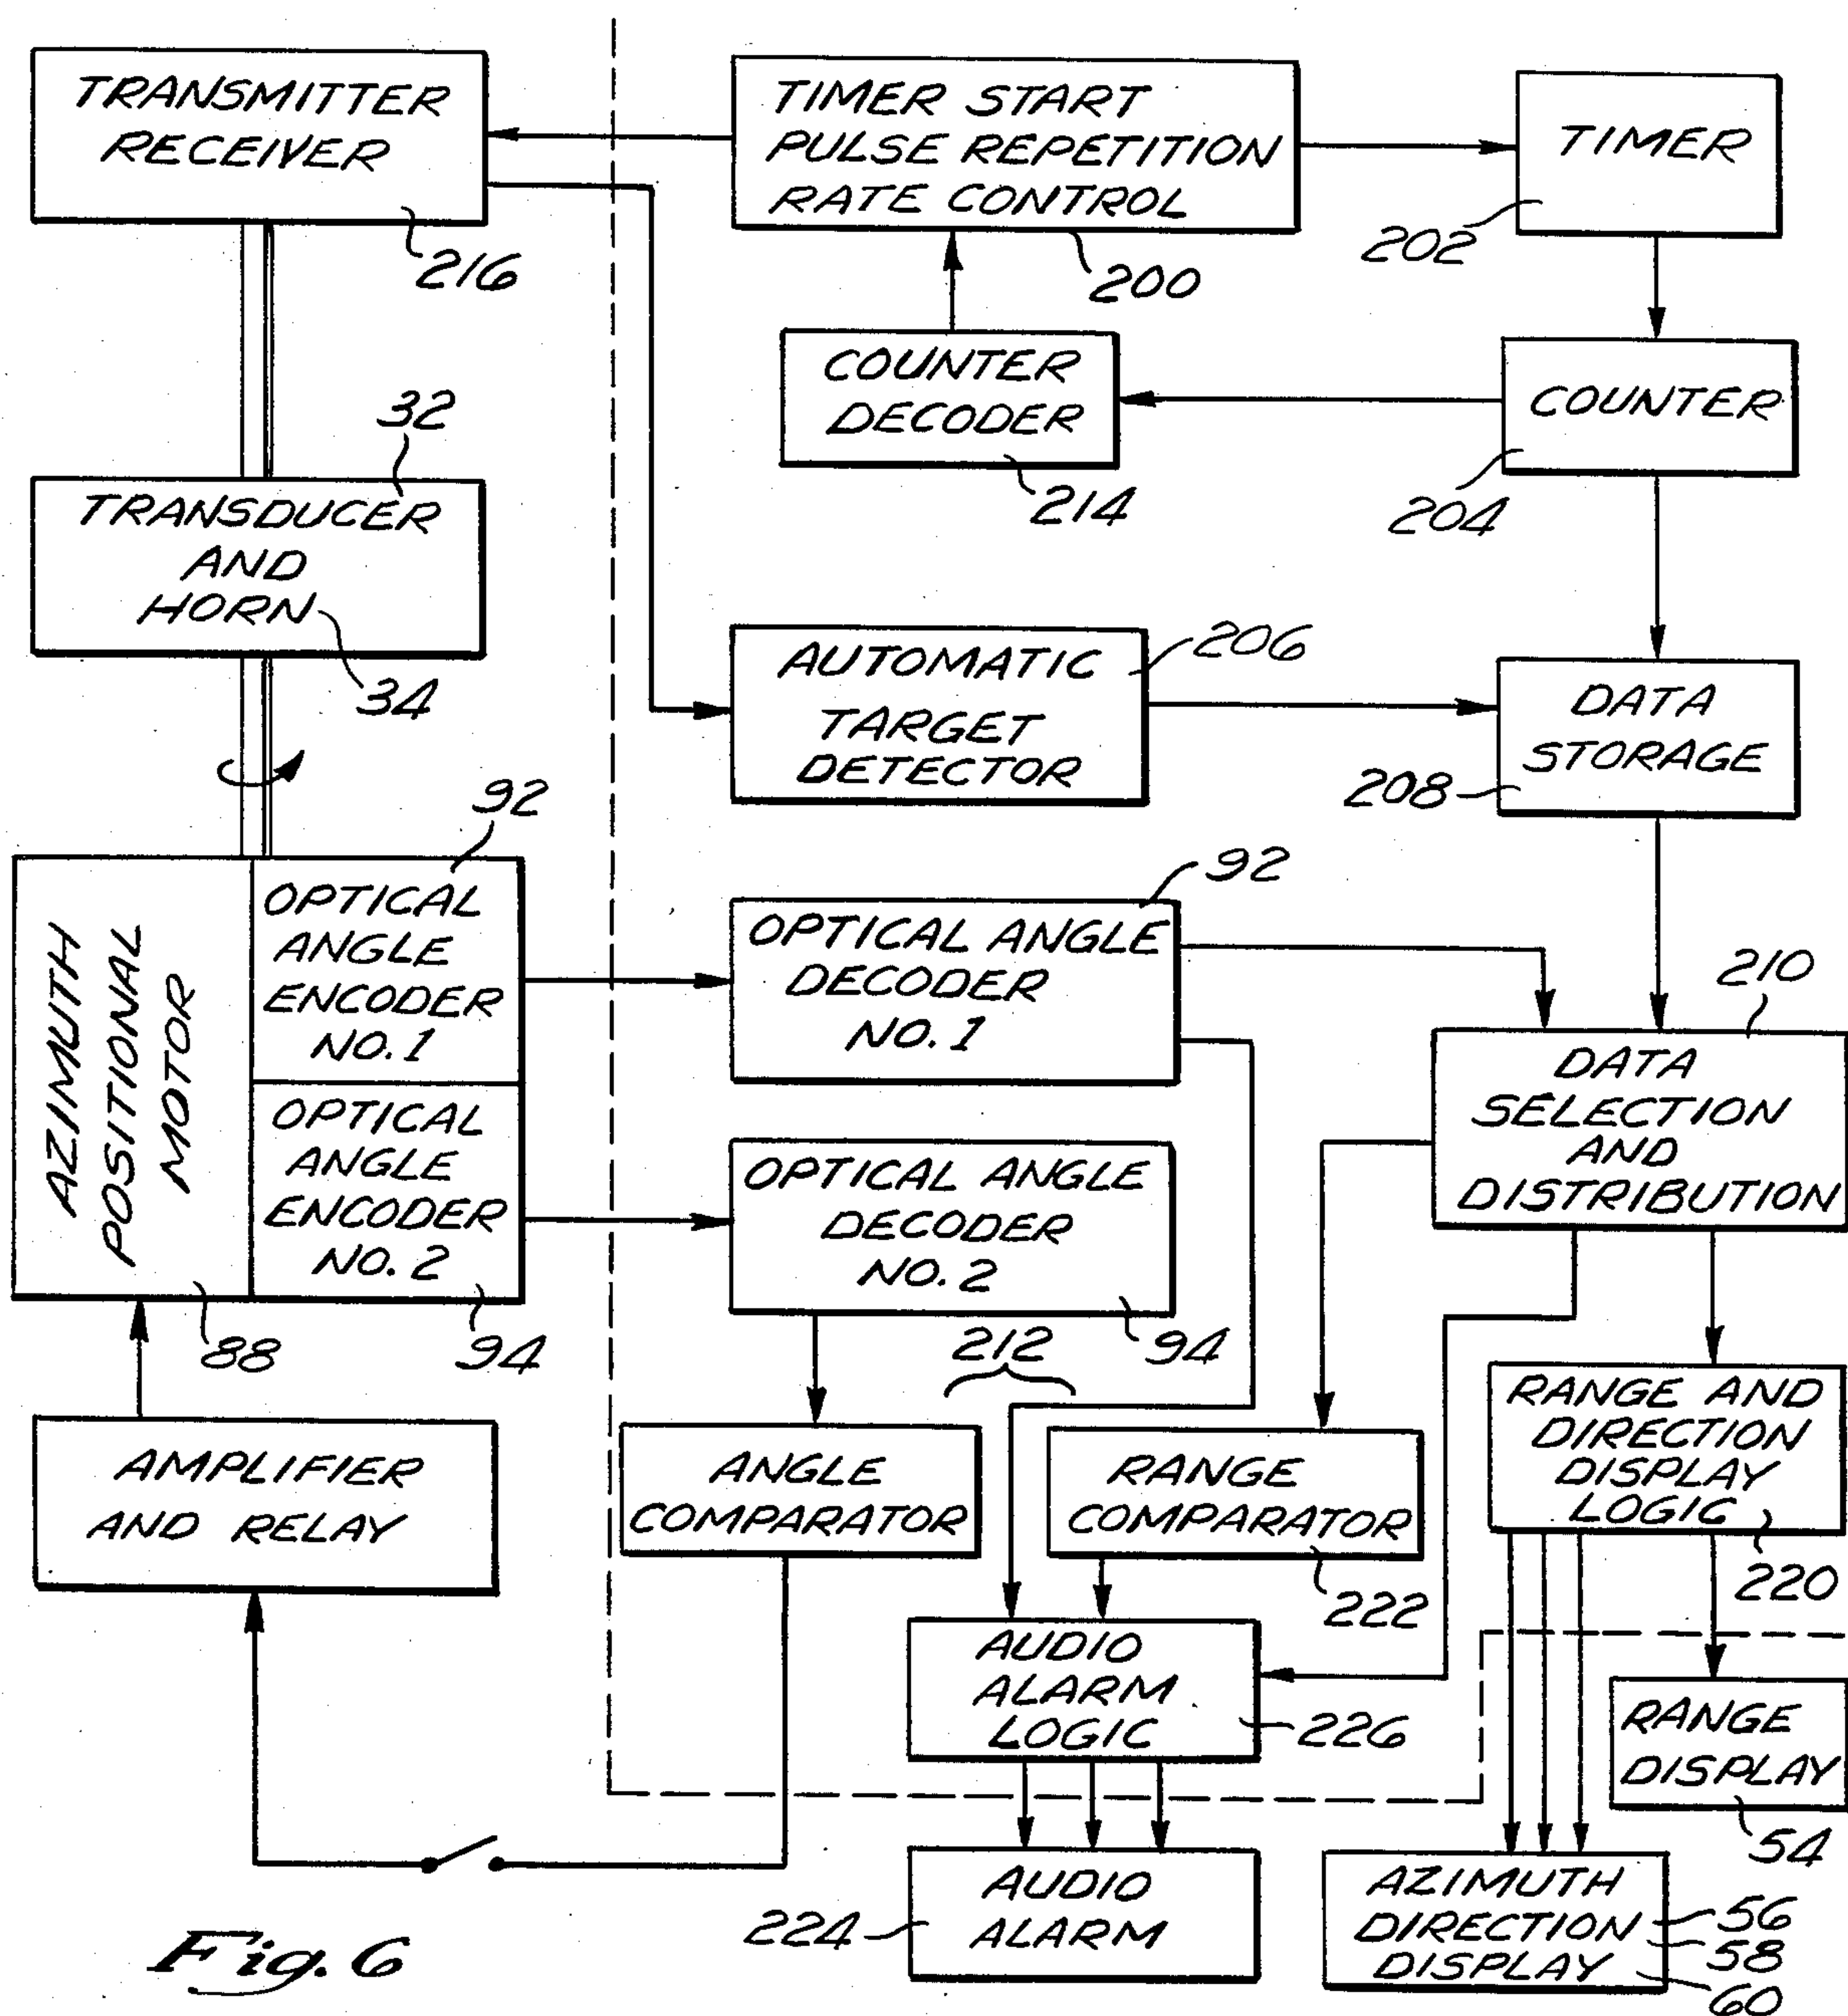 TRANSMITTER
RECEIVER
216
TIMER START
PULSE REPETITION
RATE CONTROL
200
TIMER
202
COUNTER
DECODER
214
COUNTER
204
32
TRANSDUCER
AND
HORN
34
AUTOMATIC
TARGET
DETECTOR
206
DATA
STORAGE
208
AZIMUTH
POSITIONAL
MOTOR
88
92
OPTICAL
ANGLE
ENCODER
NO. 1
OPTICAL
ANGLE
ENCODER
NO. 2
94
92
OPTICAL ANGLE
DECODER
NO. 1
OPTICAL ANGLE
DECODER
NO. 2
94
210
DATA
SELECTION
AND
DISTRIBUTION
212
AMPLIFIER
AND RELAY
ANGLE
COMPARATOR
RANGE
COMPARATOR
222
RANGE AND
DIRECTION
DISPLAY
LOGIC
220
AUDIO
ALARM
LOGIC
226
RANGE
DISPLAY
54
AUDIO
ALARM
224
AZIMUTH
DIRECTION
DISPLAY
56
58
60
Fig. 6